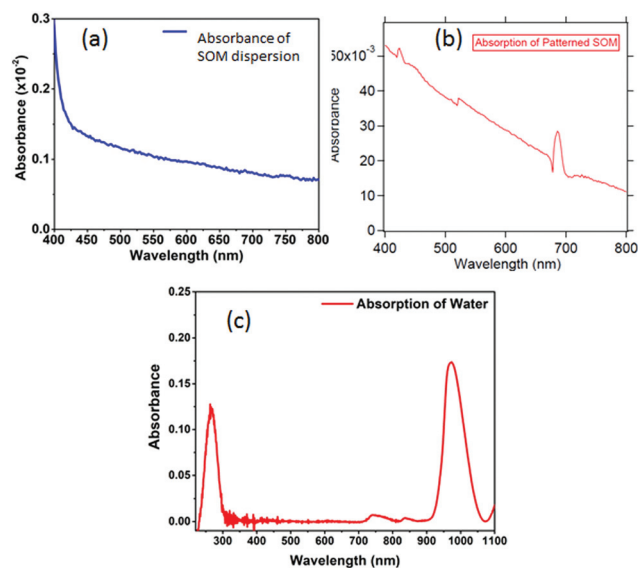 (a)
Absorbance of
SOM dispersion
Absorbance (x10⁻²)
0.3
0.2
0.1
0.0
400 450 500 550 600 650 700 750 800
Wavelength (nm)
(b)
Absorption of Patterned SOM
Absorbance
50x10⁻³
40
30
20
10
0
400 500 600 700 800
Wavelength (nm)
(c)
Absorption of Water
Absorbance
0.25
0.20
0.15
0.10
0.05
0.00
300 400 500 600 700 800 900 1000 1100
Wavelength (nm)